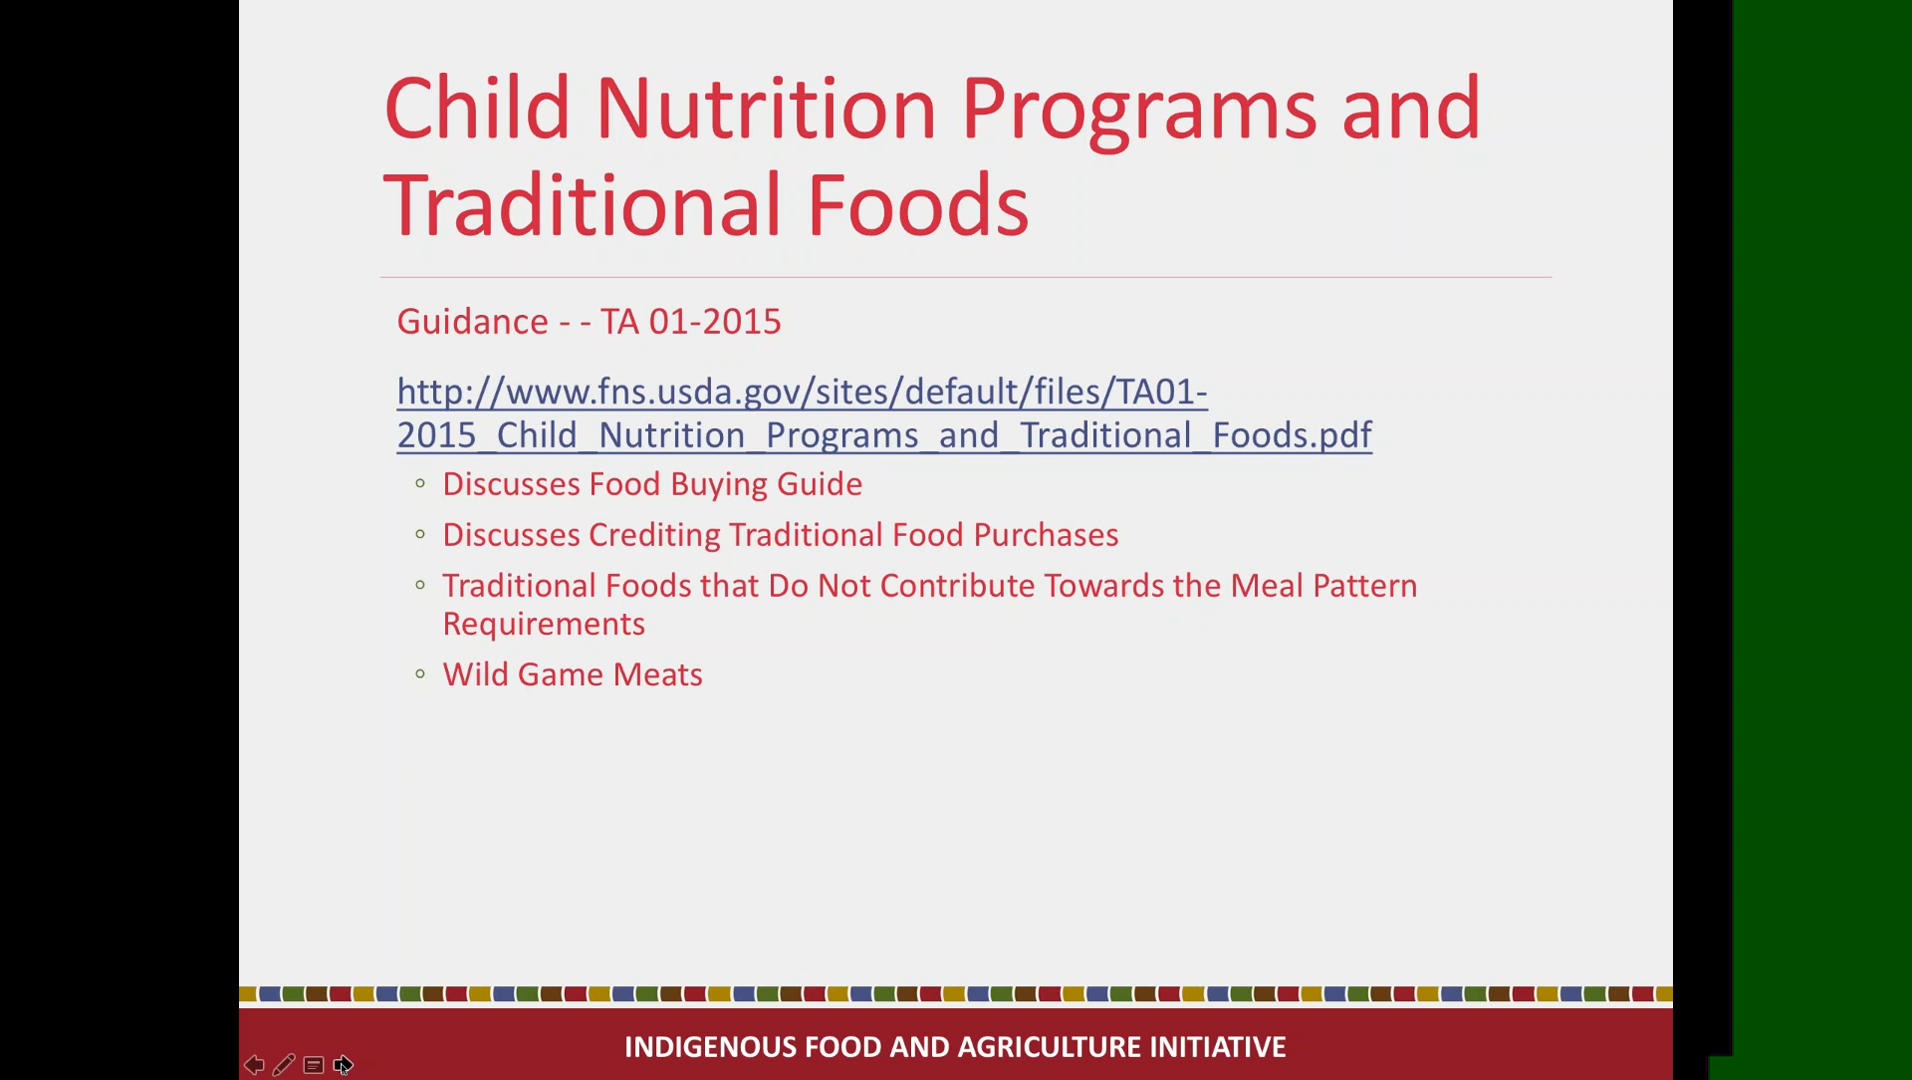 Child Nutrition Programs and
Traditional Foods
Guidance - - TA 01-2015
http://www.fns.usda.gov/sites/default/files/TA01-
2015_Child_Nutrition_Programs_and_Traditional_Foods.pdf
◦ Discusses Food Buying Guide
◦ Discusses Crediting Traditional Food Purchases
◦ Traditional Foods that Do Not Contribute Towards the Meal Pattern
Requirements
◦ Wild Game Meats
INDIGENOUS FOOD AND AGRICULTURE INITIATIVE